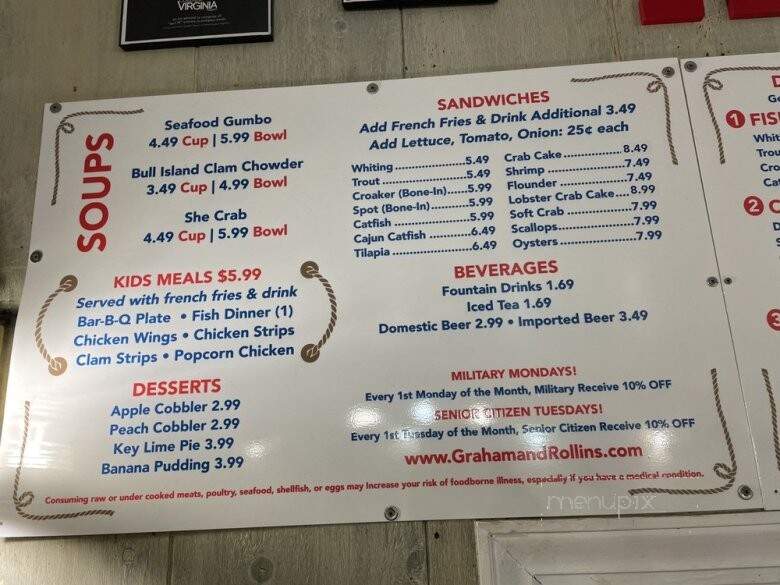 VIRGINIA
SOUPS
Seafood Gumbo
4.49 Cup | 5.99 Bowl
Bull Island Clam Chowder
3.49 Cup | 4.99 Bowl
She Crab
4.49 Cup | 5.99 Bowl
KIDS MEALS $5.99
Served with french fries & drink
Bar-B-Q Plate • Fish Dinner (1)
Chicken Wings • Chicken Strips
Clam Strips • Popcorn Chicken
DESSERTS
Apple Cobbler 2.99
Peach Cobbler 2.99
Key Lime Pie 3.99
Banana Pudding 3.99
SANDWICHES
Add French Fries & Drink Additional 3.49
Add Lettuce, Tomato, Onion: 25¢ each
Whiting 5.49
Trout 5.49
Croaker (Bone-In) 5.99
Spot (Bone-In) 5.99
Catfish 5.99
Cajun Catfish 6.49
Tilapia 6.49
Crab Cake 8.49
Shrimp 7.49
Flounder 7.49
Lobster Crab Cake 8.99
Soft Crab 7.99
Scallops 7.99
Oysters 7.99
BEVERAGES
Fountain Drinks 1.69
Iced Tea 1.69
Domestic Beer 2.99 • Imported Beer 3.49
MILITARY MONDAYS!
Every 1st Monday of the Month, Military Receive 10% OFF
SENIOR CITIZEN TUESDAYS!
Every 1st Tuesday of the Month, Senior Citizen Receive 10% OFF
www.GrahamandRollins.com
Consuming raw or under cooked meats, poultry, seafood, shellfish, or eggs may Increase your risk of foodborne illness, especially if you have a medical condition.
menupix
1 FIS
Whit
Trou
Cro
Cat
2 C
3